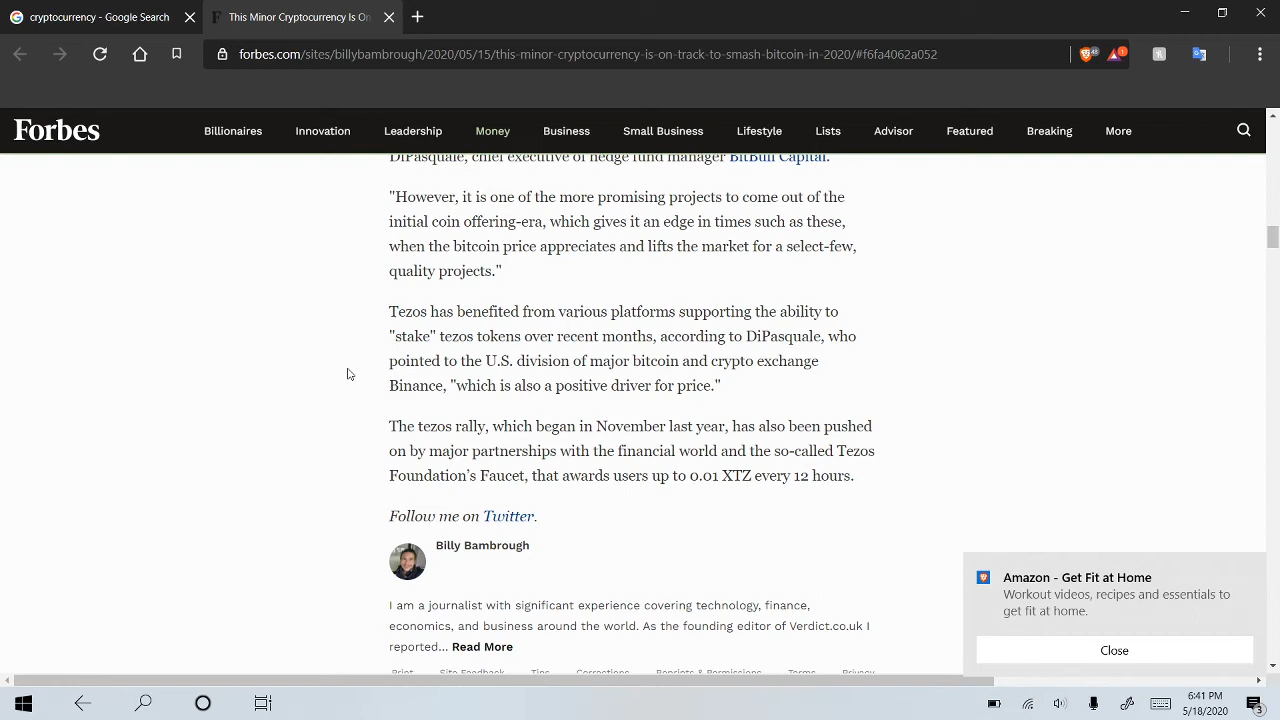 cryptocurrency - Google Search
This Minor Cryptocurrency Is On
forbes.com/sites/billybambrough/2020/05/15/this-minor-cryptocurrency-is-on-track-to-smash-bitcoin-in-2020/#f6fa4062a052
Forbes
Billionaires Innovation Leadership Money Business Small Business Lifestyle Lists Advisor Featured Breaking More
DiPasquale, chief executive of hedge fund manager BitBull Capital.
"However, it is one of the more promising projects to come out of the
initial coin offering-era, which gives it an edge in times such as these,
when the bitcoin price appreciates and lifts the market for a select-few,
quality projects."
Tezos has benefited from various platforms supporting the ability to
"stake" tezos tokens over recent months, according to DiPasquale, who
pointed to the U.S. division of major bitcoin and crypto exchange
Binance, "which is also a positive driver for price."
The tezos rally, which began in November last year, has also been pushed
on by major partnerships with the financial world and the so-called Tezos
Foundation's Faucet, that awards users up to 0.01 XTZ every 12 hours.
Follow me on Twitter.
Billy Bambrough
I am a journalist with significant experience covering technology, finance,
economics, and business around the world. As the founding editor of Verdict.co.uk I
reported... Read More
Print Site Feedback Tips Corrections Reprints & Permissions Terms Privacy
Amazon - Get Fit at Home
Workout videos, recipes and essentials to
get fit at home.
Close
6:41 PM
5/18/2020
3